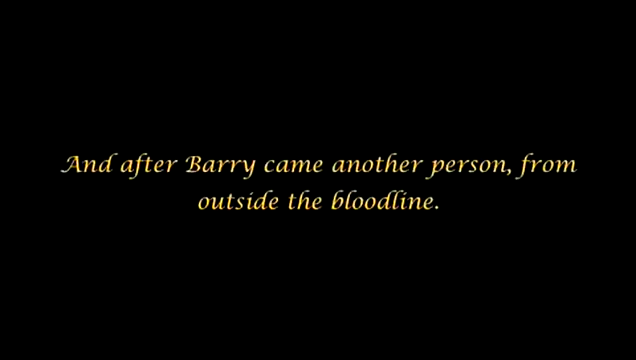 And after Barry came another person, from
outside the bloodline.